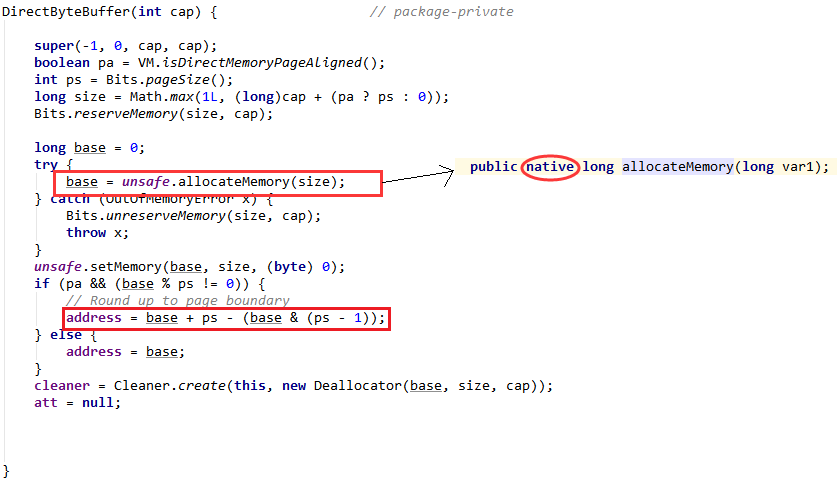 DirectByteBuffer(int cap) {                   // package-private

    super(-1, 0, cap, cap);
    boolean pa = VM.isDirectMemoryPageAligned();
    int ps = Bits.pageSize();
    long size = Math.max(1L, (long)cap + (pa ? ps : 0));
    Bits.reserveMemory(size, cap);

    long base = 0;
    try {
        base = unsafe.allocateMemory(size);
public native long allocateMemory(long var1);
    } catch (OutOfMemoryError x) {
        Bits.unreserveMemory(size, cap);
        throw x;
    }
    unsafe.setMemory(base, size, (byte) 0);
    if (pa && (base % ps != 0)) {
        // Round up to page boundary
        address = base + ps - (base & (ps - 1));
    } else {
        address = base;
    }
    cleaner = Cleaner.create(this, new Deallocator(base, size, cap));
    att = null;

}